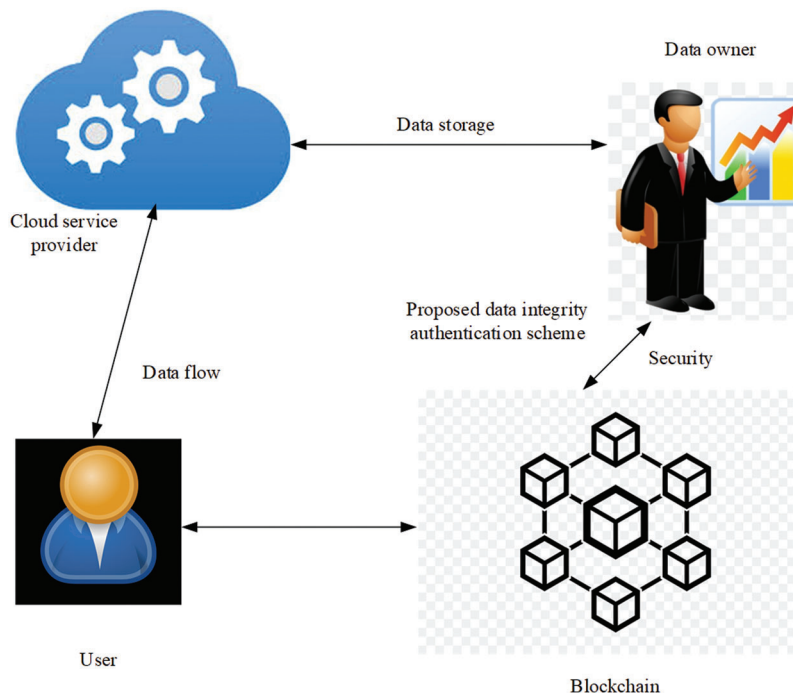 Data owner
Data storage
Cloud service
provider
Proposed data integrity
authentication scheme
Security
Data flow
User
Blockchain